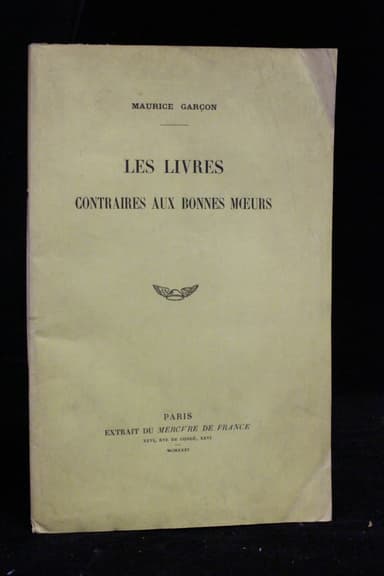 MAURICE GARÇON
LES LIVRES
CONTRAIRES AUX BONNES MŒURS
PARIS
EXTRAIT DU MERCVRE DE FRANCE
XXVI, RVE DE CONDÉ, XXVI
MCMXXXI